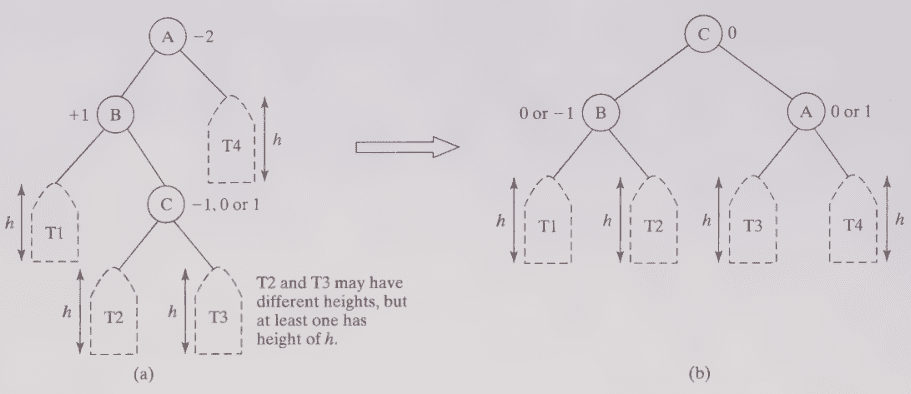 A −2
+1 B
T4 h
C −1, 0 or 1
h T1
h T2
h T3
T2 and T3 may have
different heights, but
at least one has
height of h.
(a)
C 0
0 or −1 B
A 0 or 1
h T1
h T2
h T3
T4 h
(b)